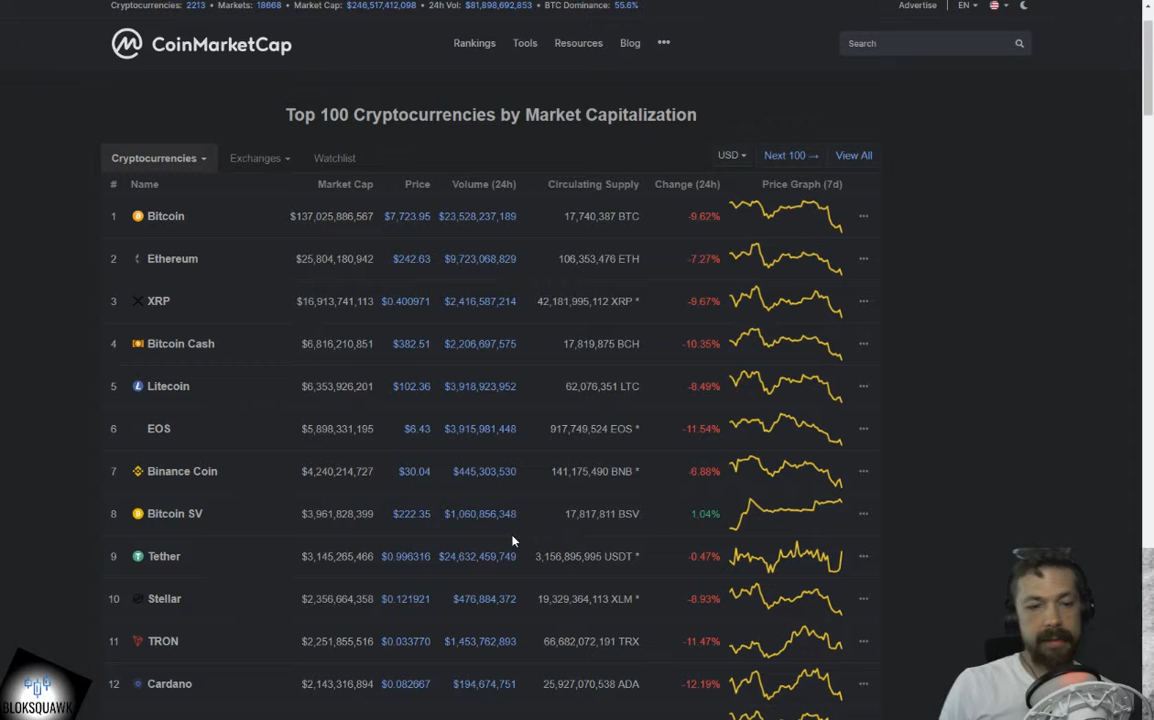 Cryptocurrencies: 2213 • Markets: 18668 • Market Cap: $246,517,412,098 • 24h Vol: $81,898,692,853 • BTC Dominance: 55.6% Advertise EN
CoinMarketCap Rankings Tools Resources Blog ••• Search
Top 100 Cryptocurrencies by Market Capitalization
Cryptocurrencies Exchanges Watchlist USD Next 100 → View All
# Name Market Cap Price Volume (24h) Circulating Supply Change (24h) Price Graph (7d)
1 Bitcoin $137,025,886,567 $7,723.95 $23,528,237,189 17,740,387 BTC -9.62% •••
2 Ethereum $25,804,180,942 $242.63 $9,723,068,829 106,353,476 ETH -7.27% •••
3 XRP $16,913,741,113 $0.400971 $2,416,587,214 42,181,995,112 XRP * -9.67% •••
4 Bitcoin Cash $6,816,210,851 $382.51 $2,206,697,575 17,819,875 BCH -10.35% •••
5 Litecoin $6,353,926,201 $102.36 $3,918,923,952 62,076,351 LTC -8.49% •••
6 EOS $5,898,331,195 $6.43 $3,915,981,448 917,749,524 EOS * -11.54% •••
7 Binance Coin $4,240,214,727 $30.04 $445,303,530 141,175,490 BNB * -6.88% •••
8 Bitcoin SV $3,961,828,399 $222.35 $1,060,856,348 17,817,811 BSV 1.04% •••
9 Tether $3,145,265,466 $0.996316 $24,632,459,749 3,156,895,995 USDT * -0.47% •••
10 Stellar $2,356,664,358 $0.121921 $476,884,372 19,329,364,113 XLM * -8.93% •••
11 TRON $2,251,855,516 $0.033770 $1,453,762,893 66,682,072,191 TRX -11.47% •••
12 Cardano $2,143,316,894 $0.082667 $194,674,751 25,927,070,538 ADA -12.19% •••
BLOKSQUAWK